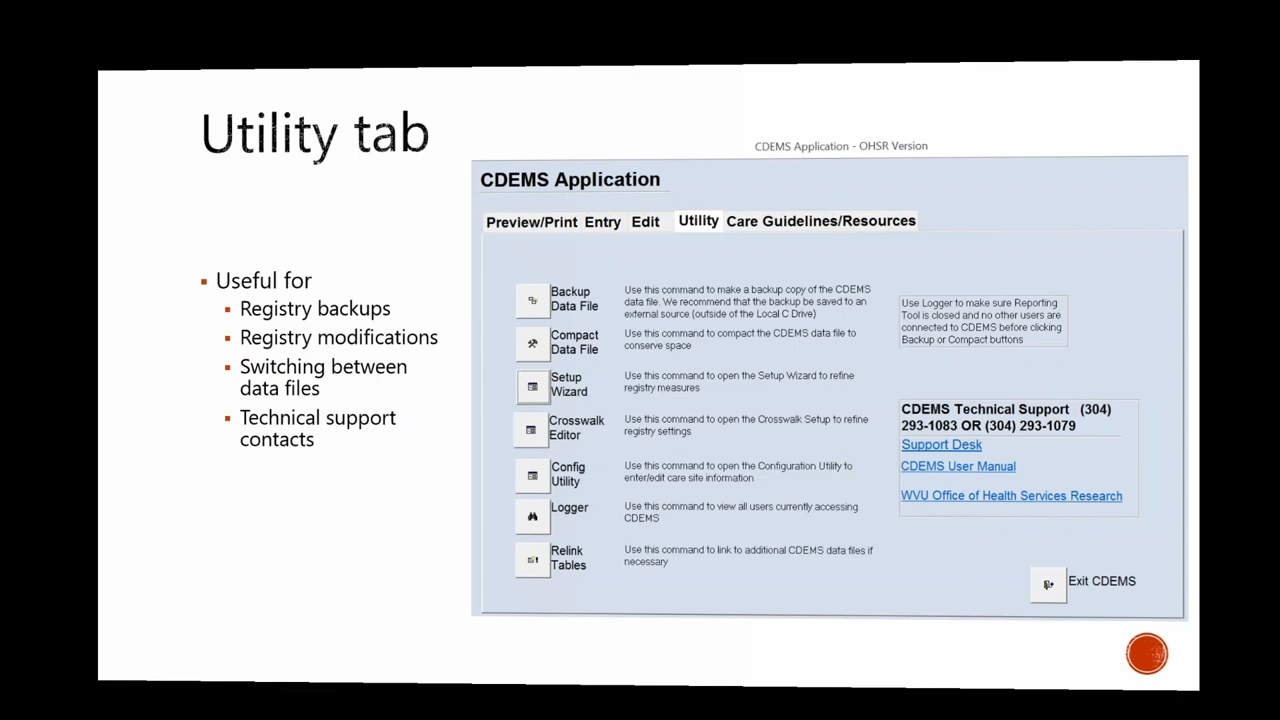 Utility tab
Useful for
Registry backups
Registry modifications
Switching between
data files
Technical support
contacts
CDEMS Application - OHSR Version
CDEMS Application
Preview/Print Entry Edit Utility Care Guidelines/Resources
Backup
Data File
Use this command to make a backup copy of the CDEMS
data file. We recommend that the backup be saved to an
external source (outside of the Local C Drive)
Compact
Data File
Use this command to compact the CDEMS data file to
conserve space
Setup
Wizard
Use this command to open the Setup Wizard to refine
registry measures
Crosswalk
Editor
Use this command to open the Crosswalk Setup to refine
registry settings
Config
Utility
Use this command to open the Configuration Utility to
enter/edit care site information
Logger
Use this command to view all users currently accessing
CDEMS
Relink
Tables
Use this command to link to additional CDEMS data files if
necessary
Use Logger to make sure Reporting
Tool is closed and no other users are
connected to CDEMS before clicking
Backup or Compact buttons
CDEMS Technical Support (304)
293-1083 OR (304) 293-1079
Support Desk
CDEMS User Manual
WVU Office of Health Services Research
Exit CDEMS